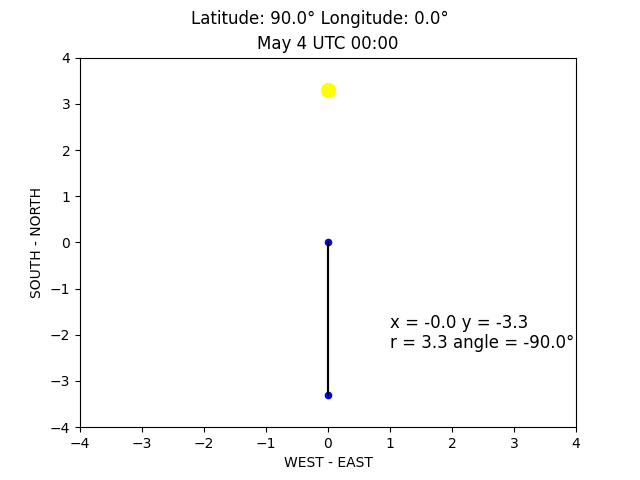 Latitude: 90.0° Longitude: 0.0°
May 4 UTC 00:00
4
3
2
1
0
−1
−2
−3
−4
SOUTH - NORTH
x = -0.0 y = -3.3
r = 3.3 angle = -90.0°
−4 −3 −2 −1 0 1 2 3 4
WEST - EAST